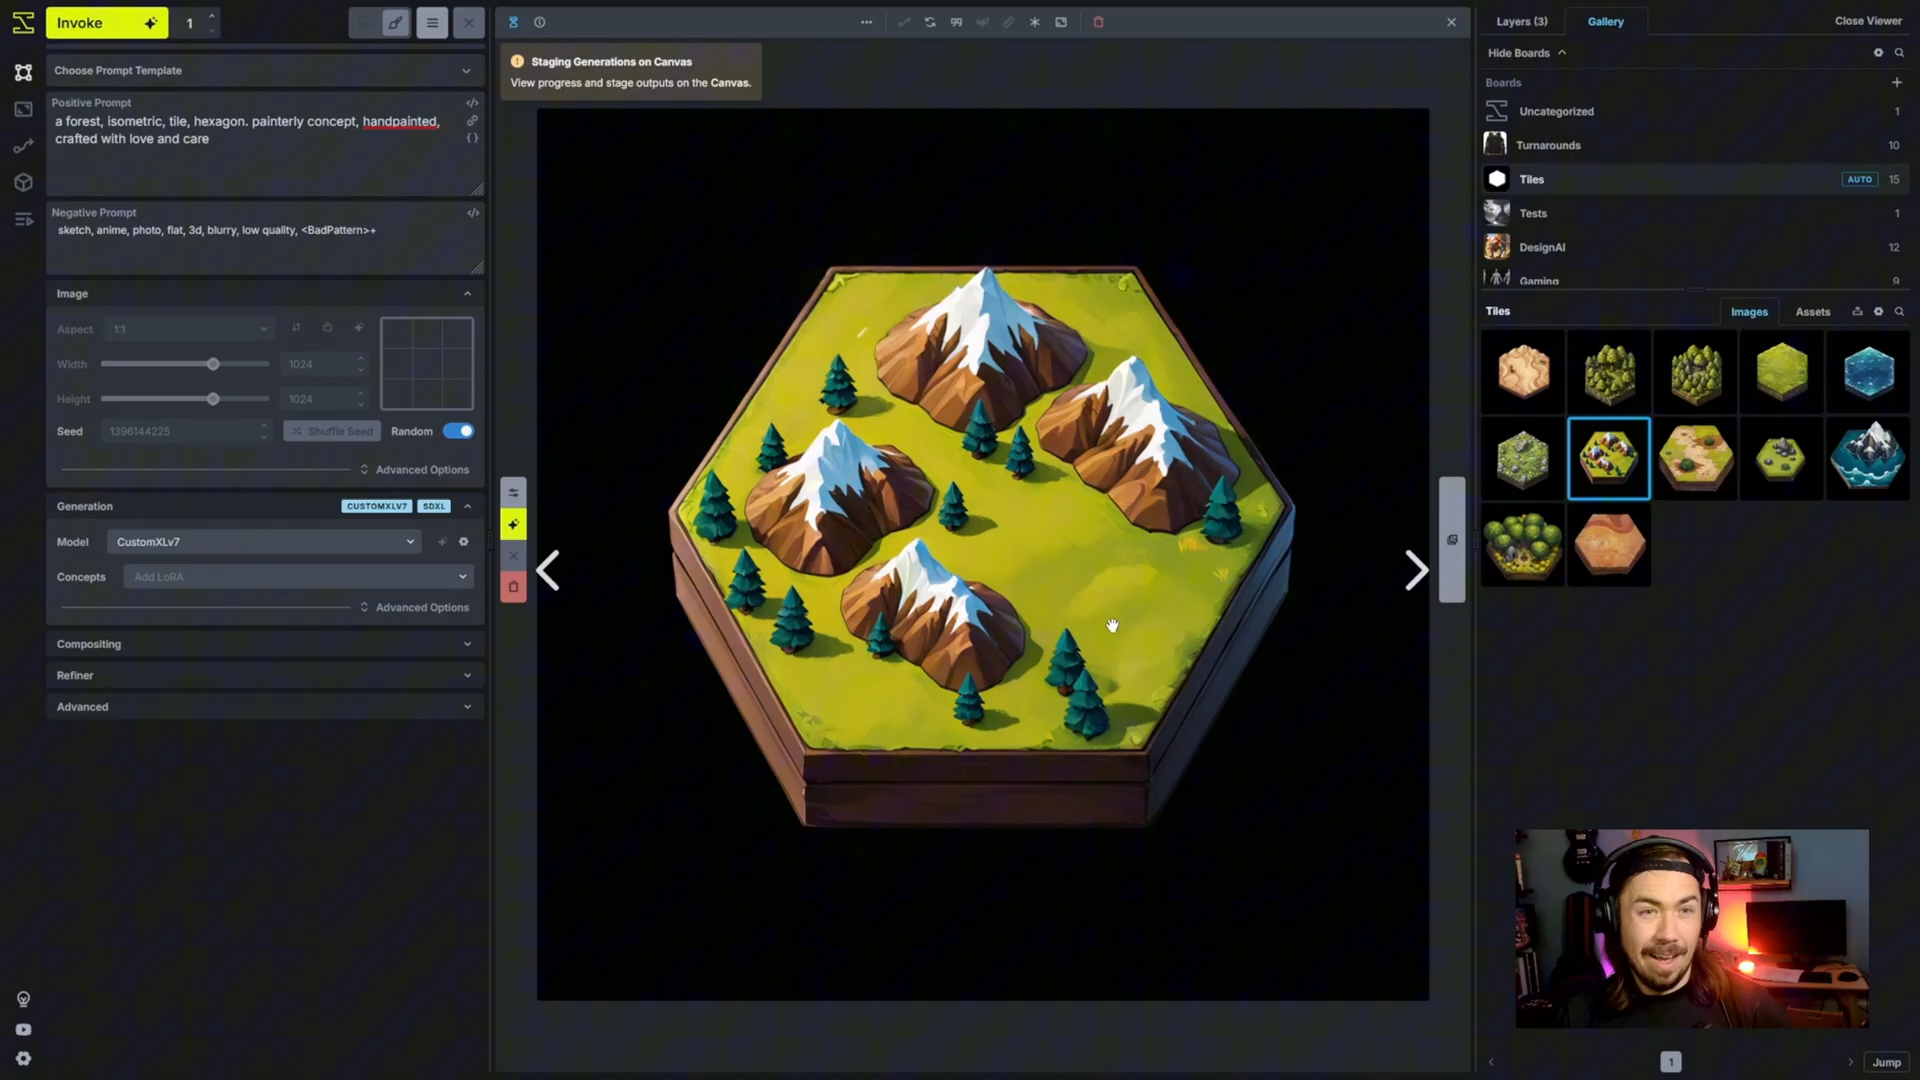 Invoke
1
Choose Prompt Template
Positive Prompt
a forest, isometric, tile, hexagon. painterly concept, handpainted,
crafted with love and care
Negative Prompt
sketch, anime, photo, flat, 3d, blurry, low quality, <BadPattern>+
Image
Aspect 1:1
Width 1024
Height 1024
Seed 1396144225 Shuffle Seed Random
Advanced Options
Generation CUSTOMXLV7 SDXL
Model CustomXLv7
Concepts Add LoRA
Advanced Options
Compositing
Refiner
Advanced
Staging Generations on Canvas
View progress and stage outputs on the Canvas.
Layers (3) Gallery Close Viewer
Hide Boards
Boards
Uncategorized 1
Turnarounds 10
Tiles AUTO 15
Tests 1
DesignAI 12
Gaming 9
Tiles Images Assets
1 Jump